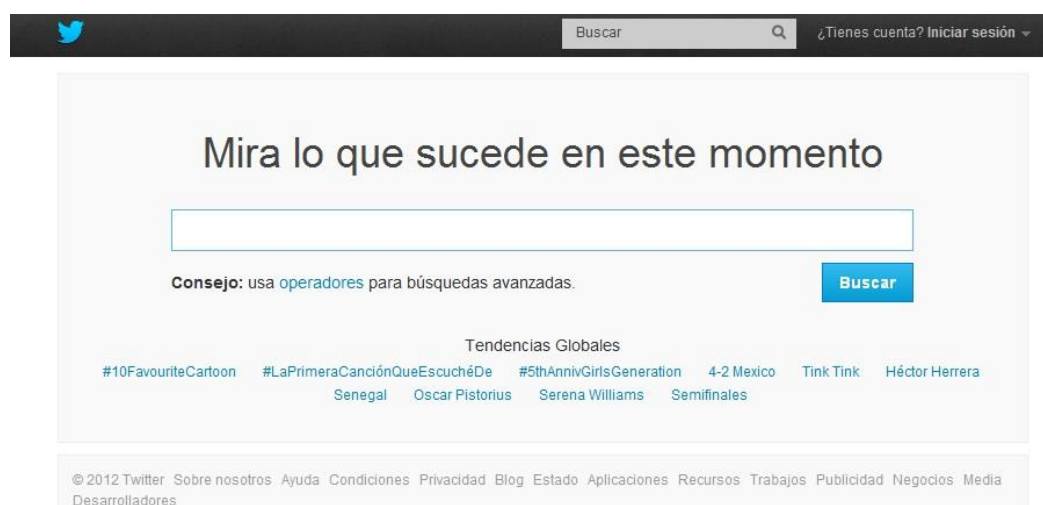 Buscar ¿Tienes cuenta? Iniciar sesión
Mira lo que sucede en este momento
Consejo: usa operadores para búsquedas avanzadas. Buscar
Tendencias Globales
#10FavouriteCartoon #LaPrimeraCanciónQueEscuchéDe #5thAnnivGirlsGeneration 4-2 Mexico Tink Tink Héctor Herrera
Senegal Oscar Pistorius Serena Williams Semifinales
© 2012 Twitter Sobre nosotros Ayuda Condiciones Privacidad Blog Estado Aplicaciones Recursos Trabajos Publicidad Negocios Media
Desarrolladores